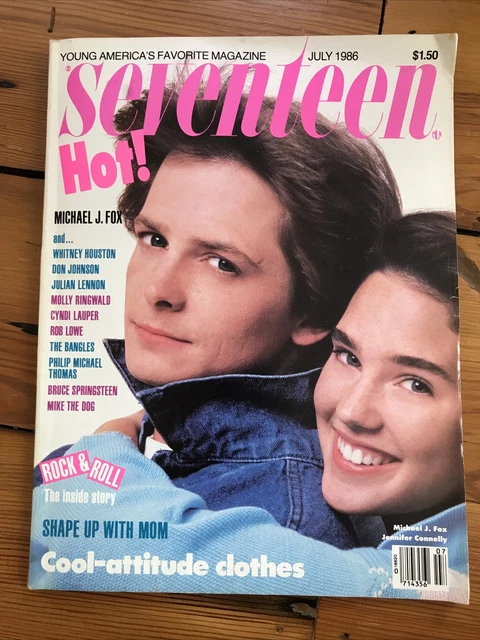 YOUNG AMERICA'S FAVORITE MAGAZINE JULY 1986 $1.50
seventeen
Hot!
MICHAEL J. FOX
and...
WHITNEY HOUSTON
DON JOHNSON
JULIAN LENNON
MOLLY RINGWALD
CYNDI LAUPER
ROB LOWE
THE BANGLES
PHILIP MICHAEL
THOMAS
BRUCE SPRINGSTEEN
MIKE THE DOG
ROCK & ROLL
The inside story
SHAPE UP WITH MOM
Cool-attitude clothes
Michael J. Fox
Jennifer Connelly
07
714356